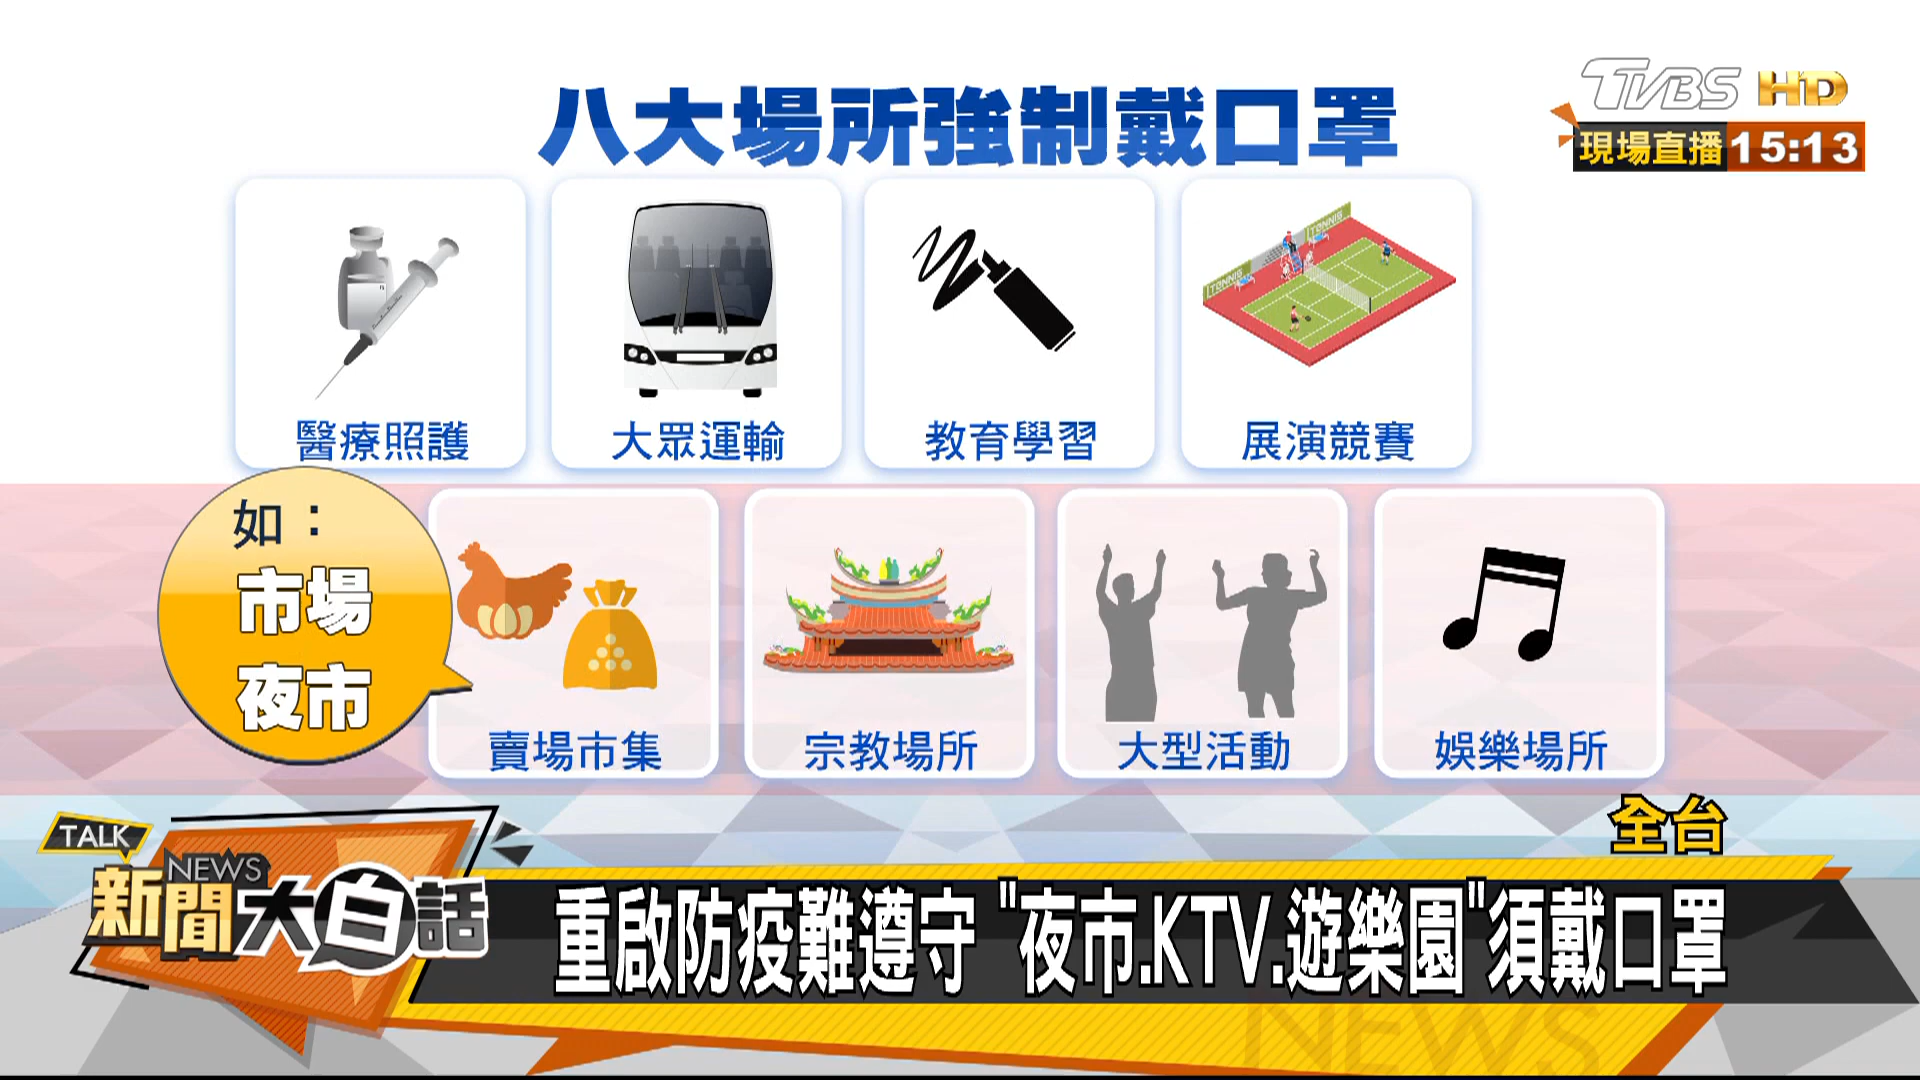 八大場所強制戴口罩
TVBS HD
現場直播 15:13
醫療照護
大眾運輸
教育學習
展演競賽
如：
市場
夜市
賣場市集
宗教場所
大型活動
娛樂場所
全台
TALK
NEWS
新聞大白話
重啟防疫難遵守 "夜市.KTV.遊樂園"須戴口罩
NEWS